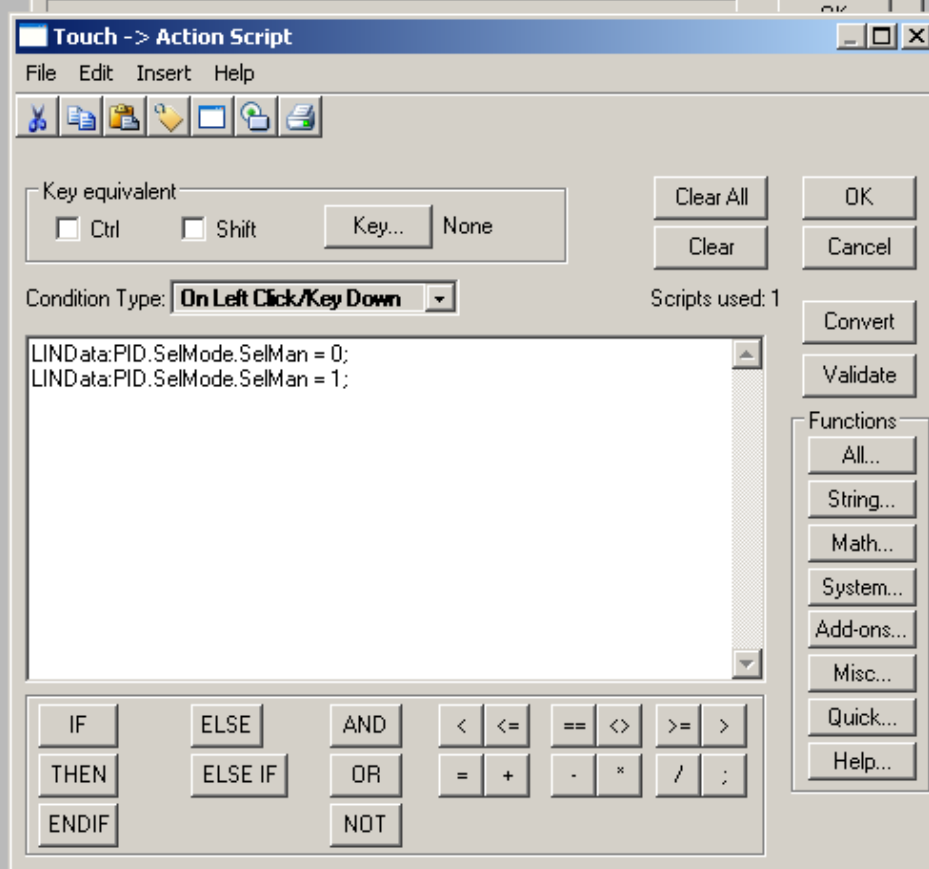 OK
Touch -> Action Script
File Edit Insert Help
Key equivalent
Ctrl Shift Key... None
Clear All OK
Clear Cancel
Condition Type: On Left Click/Key Down Scripts used: 1
Convert
Validate
LINData:PID.SelMode.SelMan = 0;
LINData:PID.SelMode.SelMan = 1;
Functions
All...
String...
Math...
System...
Add-ons...
Misc...
Quick...
Help...
IF ELSE AND < <= == <> >= >
THEN ELSE IF OR = + - * / ;
ENDIF NOT